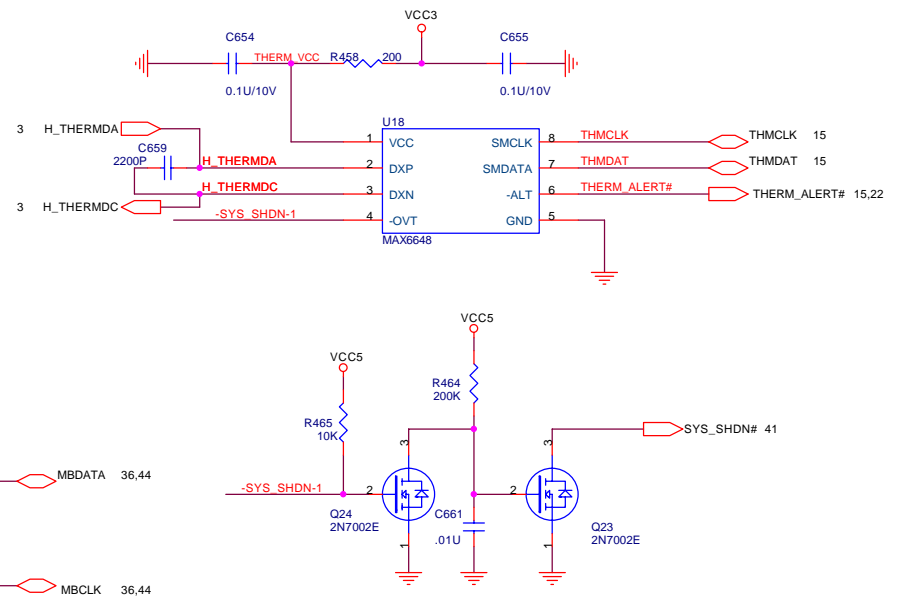 VCC3
C654
C655
THERM_VCC R458 200
0.1U/10V
0.1U/10V
U18
3 H_THERMDA
1 VCC SMCLK 8 THMCLK THMCLK 15
C659
2200P
H_THERMDA 2 DXP SMDATA 7 THMDAT THMDAT 15
H_THERMDC 3 DXN -ALT 6 THERM_ALERT# THERM_ALERT# 15,22
3 H_THERMDC
-SYS_SHDN-1 4 -OVT GND 5
MAX6648
VCC5
VCC5
R464
200K
R465
10K
3
3
SYS_SHDN# 41
MBDATA 36,44
-SYS_SHDN-1 2
2
Q24
2N7002E
C661
.01U
Q23
2N7002E
1
1
MBCLK 36,44